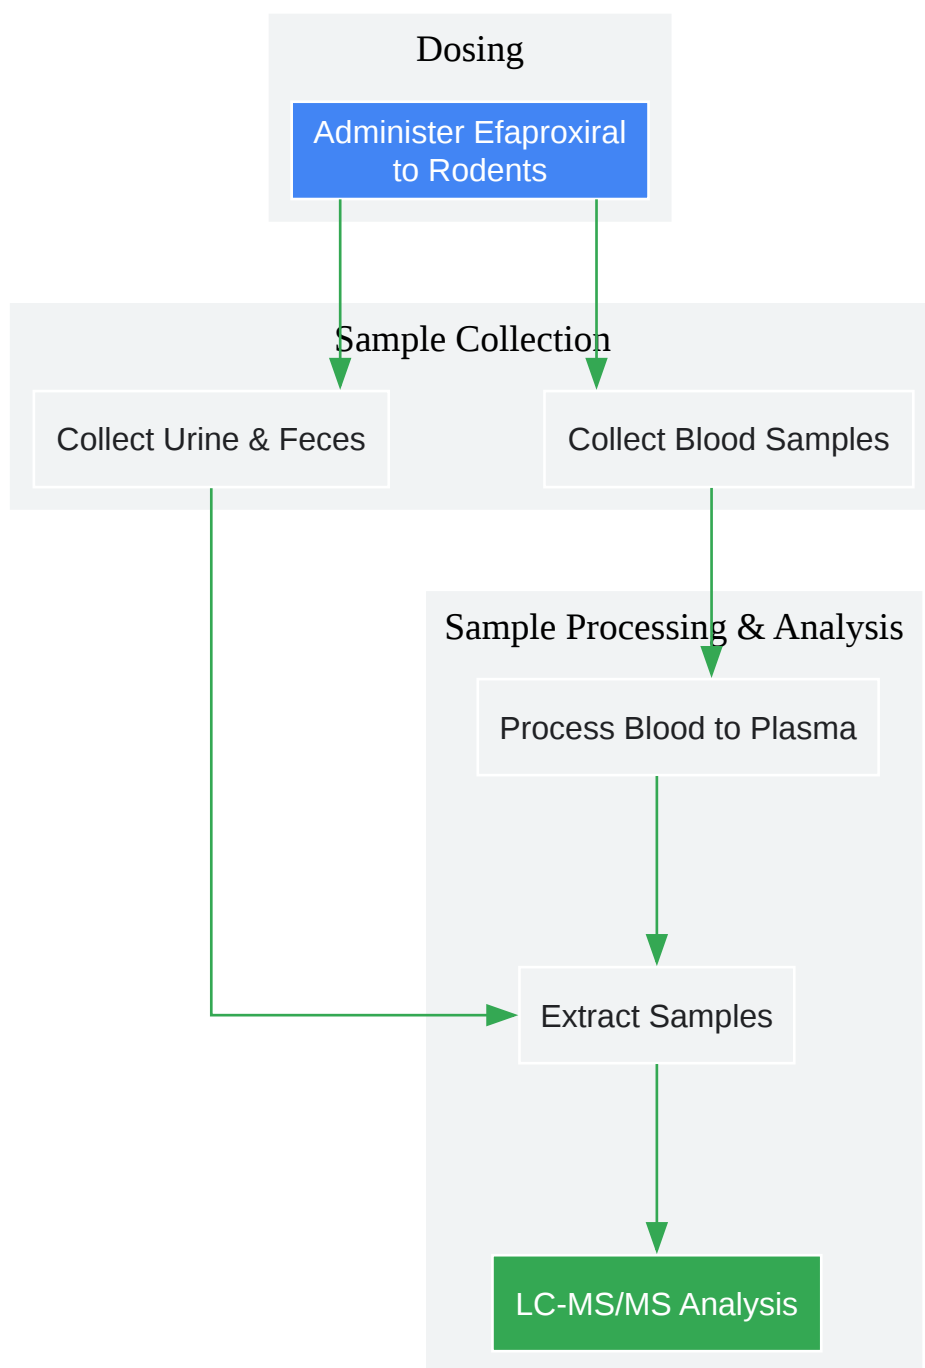 Dosing
Administer Efaproxiral
to Rodents
Sample Collection
Collect Urine & Feces
Collect Blood Samples
Sample Processing & Analysis
Process Blood to Plasma
Extract Samples
LC-MS/MS Analysis